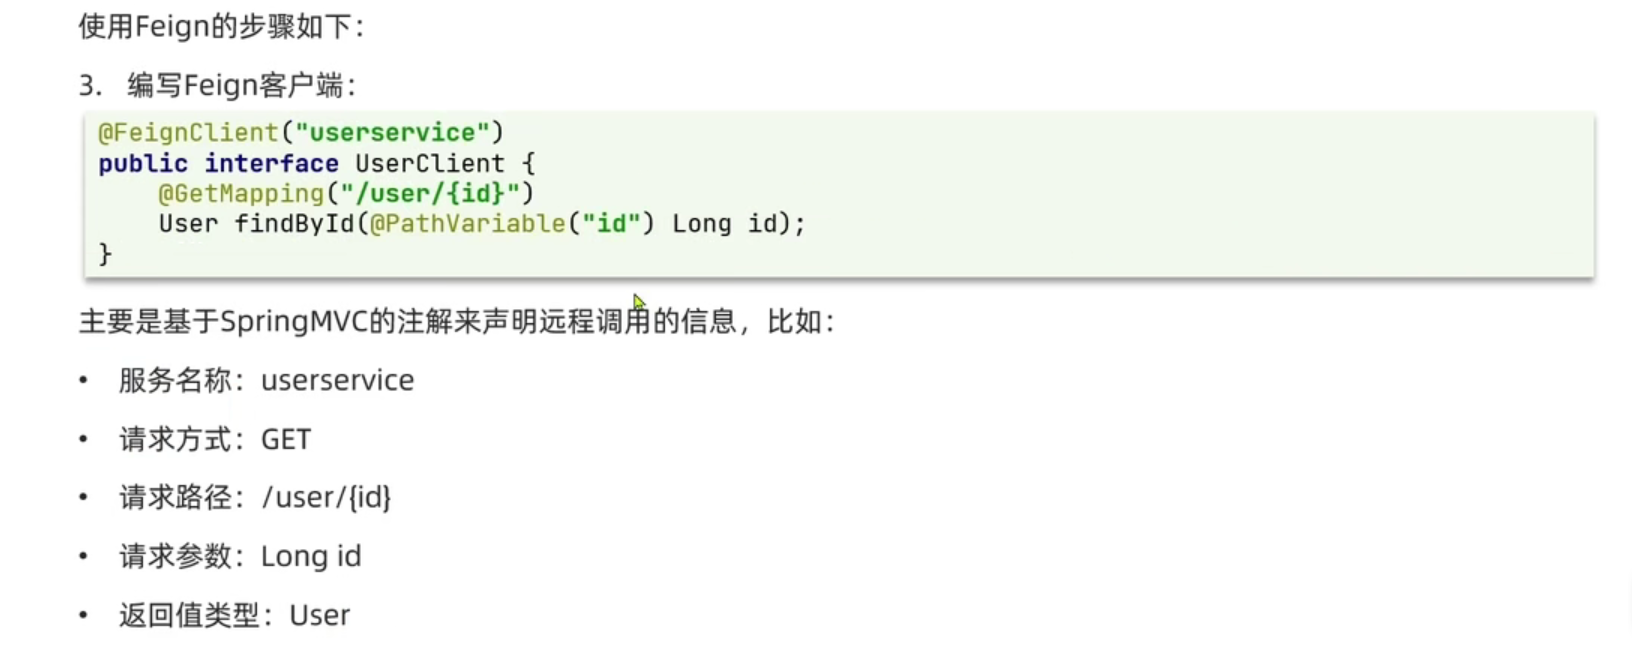 使用Feign的步骤如下：
3. 编写Feign客户端：
@FeignClient("userservice")
public interface UserClient {
    @GetMapping("/user/{id}")
    User findById(@PathVariable("id") Long id);
}
主要是基于SpringMVC的注解来声明远程调用的信息，比如：
• 服务名称：userservice
• 请求方式：GET
• 请求路径：/user/{id}
• 请求参数：Long id
• 返回值类型：User